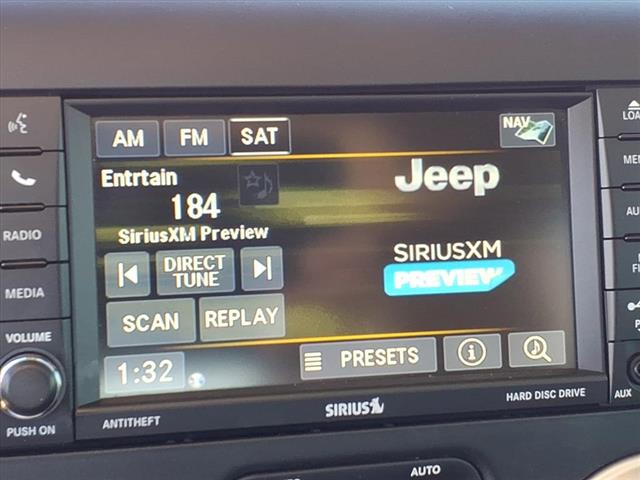 AM FM SAT NAV
LOA
Entrtain
Jeep
184
SiriusXM Preview
RADIO
SIRIUSXM
PREVIEW
DIRECT
TUNE
MEDIA
SCAN REPLAY
VOLUME
PRESETS
1:32
PUSH ON
ANTITHEFT
SIRIUS
HARD DISC DRIVE
AUX
AUTO